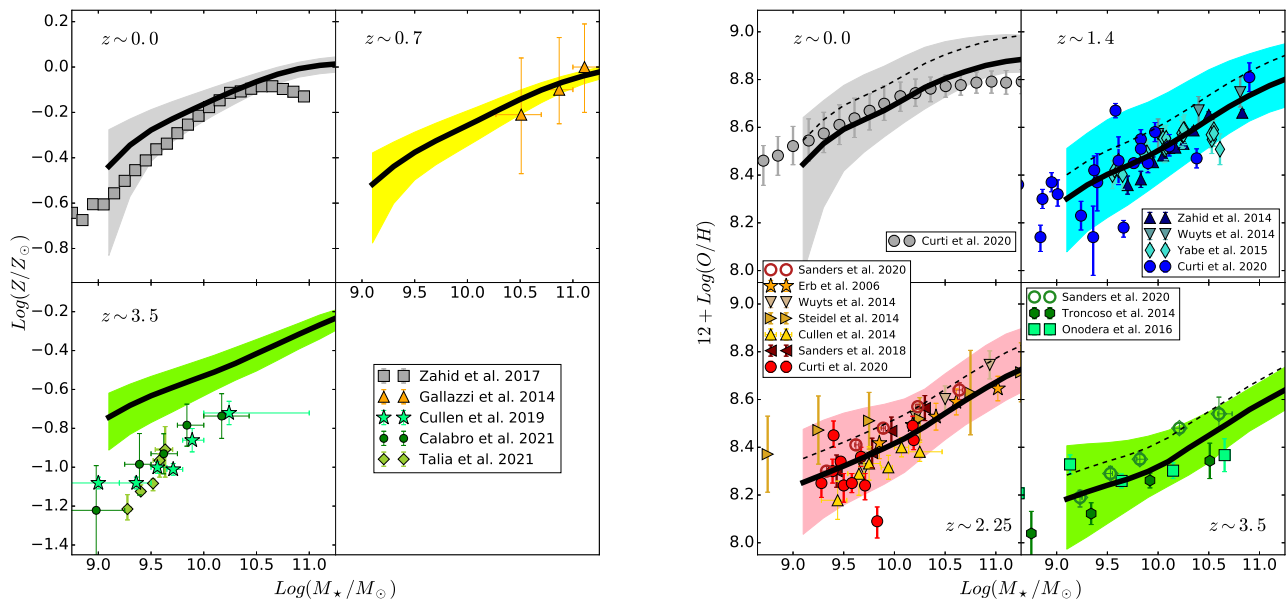 z~0.0
z~0.7
0.2
0.0
−0.2
−0.4
−0.6
−0.8
Log(Z/Z⊙)
9.0 9.5 10.0 10.5 11.0
z~3.5
−0.2
−0.4
−0.6
−0.8
−1.0
−1.2
−1.4
Zahid et al. 2017
Gallazzi et al. 2014
Cullen et al. 2019
Calabro et al. 2021
Talia et al. 2021
9.0 9.5 10.0 10.5 11.0
Log(M⋆/M⊙)
z~0.0
z~1.4
9.0
8.8
8.6
8.4
8.2
8.0
12 + Log(O/H)
Curti et al. 2020
Zahid et al. 2014
Wuyts et al. 2014
Yabe et al. 2015
Curti et al. 2020
Sanders et al. 2020
Erb et al. 2006
Wuyts et al. 2014
Steidel et al. 2014
Cullen et al. 2014
Sanders et al. 2018
Curti et al. 2020
Sanders et al. 2020
Troncoso et al. 2014
Onodera et al. 2016
9.0
8.8
8.6
8.4
8.2
8.0
z~2.25
z~3.5
9.0 9.5 10.0 10.5 11.0 9.0 9.5 10.0 10.5 11.0
Log(M⋆/M⊙)